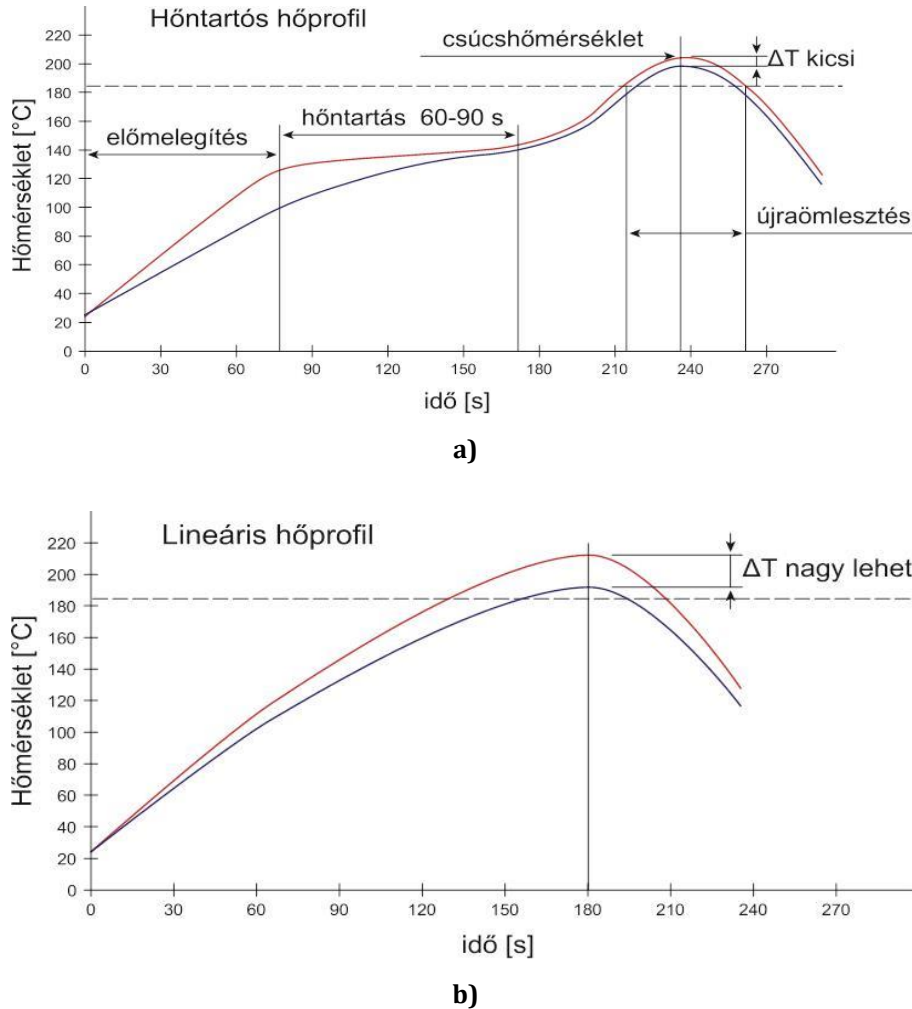 Hőntartós hőprofil
220
200
180
160
140
120
100
80
60
40
20
0
Hőmérséklet [°C]
csúcshőmérséklet
ΔT kicsi
hőntartás 60-90 s
előmelegítés
újraömlesztés
0 30 60 90 120 150 180 210 240 270
idő [s]
a)
Lineáris hőprofil
220
200
180
160
140
120
100
80
60
40
20
0
Hőmérséklet [°C]
ΔT nagy lehet
0 30 60 90 120 150 180 210 240 270
idő [s]
b)